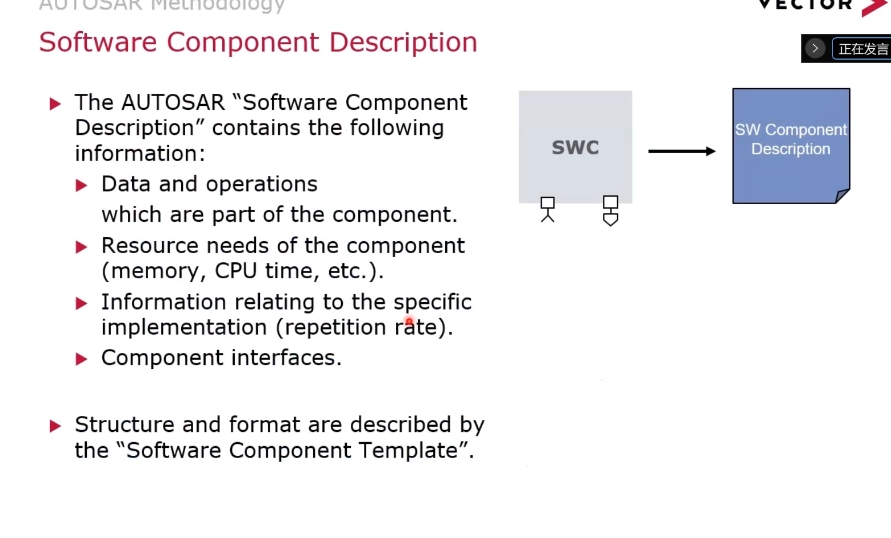 AUTOSAR Methodology
VECTOR
Software Component Description
正在发言
The AUTOSAR “Software Component
Description” contains the following
information:
Data and operations
which are part of the component.
Resource needs of the component
(memory, CPU time, etc.).
Information relating to the specific
implementation (repetition rate).
Component interfaces.
Structure and format are described by
the “Software Component Template”.
SWC
SW Component
Description